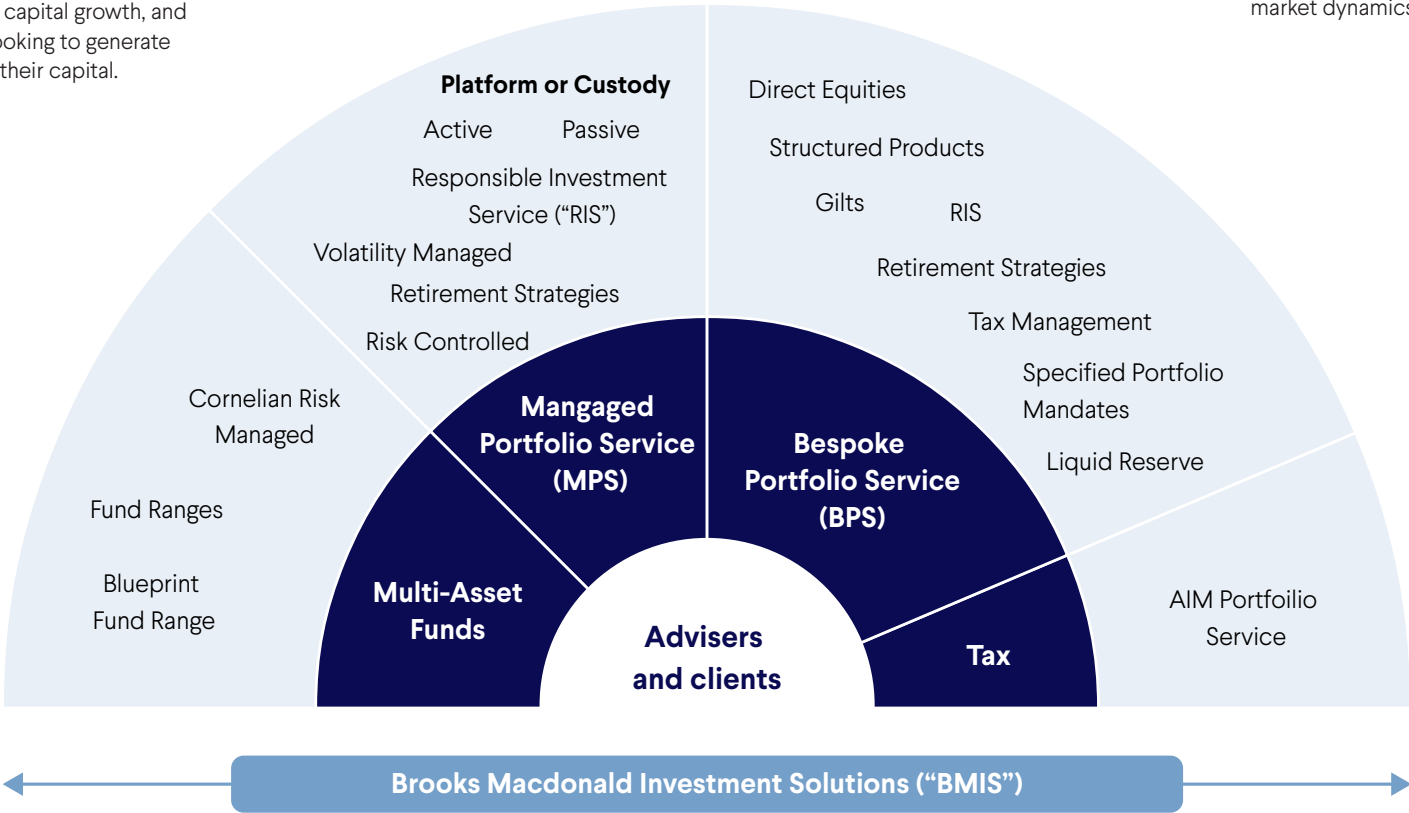 capital growth, and
ooking to generate
their capital.
market dynamics
Platform or Custody
Active Passive
Responsible Investment
Service (“RIS”)
Volatility Managed
Retirement Strategies
Risk Controlled
Direct Equities
Structured Products
Gilts RIS
Retirement Strategies
Tax Management
Specified Portfolio
Mandates
Liquid Reserve
Cornelian Risk
Managed
Fund Ranges
Blueprint
Fund Range
AIM Portfoilio
Service
Multi-Asset
Funds
Mangaged
Portfolio Service
(MPS)
Bespoke
Portfolio Service
(BPS)
Tax
Advisers
and clients
Brooks Macdonald Investment Solutions (“BMIS”)